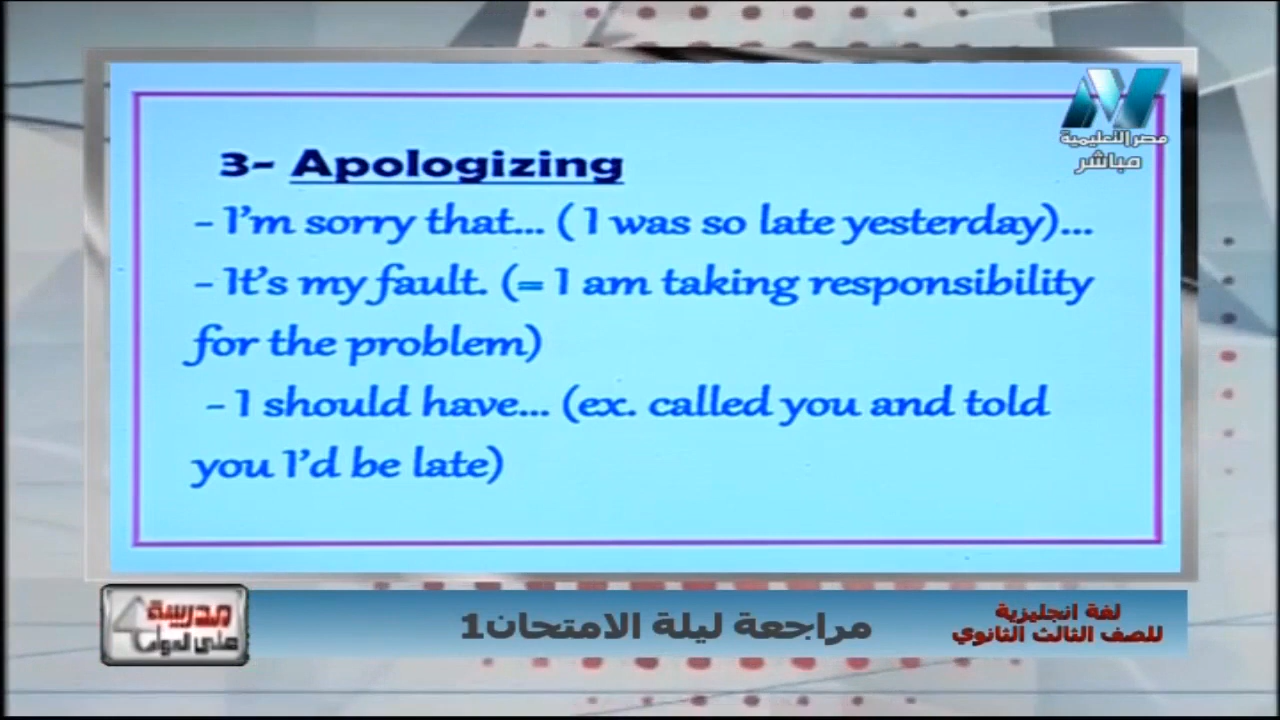 مصر التعليمية
مباشر
3- Apologizing
- I'm sorry that... ( I was so late yesterday)...
- It's my fault. (= I am taking responsibility
for the problem)
- I should have... (ex. called you and told
you I'd be late)
لغة انجليزية
للصف الثالث الثانوي
مراجعة ليلة الامتحان1
مدرسة
على الهواء
4